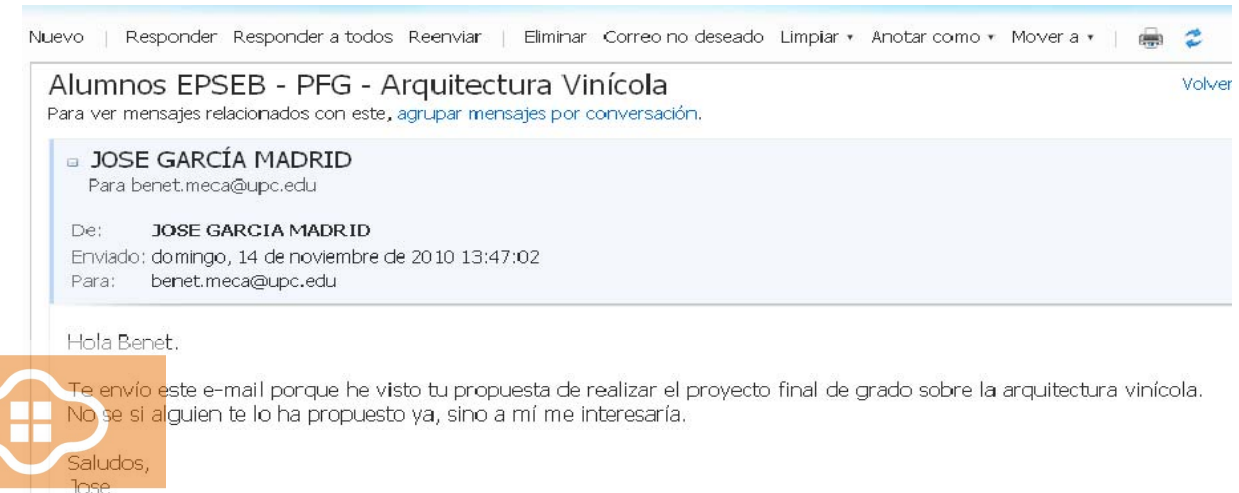 Nuevo | Responder Responder a todos Reenviar | Eliminar Correo no deseado Limpiar Anotar como Mover a |
Alumnos EPSEB - PFG - Arquitectura Vinícola
Volver
Para ver mensajes relacionados con este, agrupar mensajes por conversación.
JOSE GARCÍA MADRID
Para benet.meca@upc.edu
De: JOSE GARCIA MADRID
Enviado: domingo, 14 de noviembre de 2010 13:47:02
Para: benet.meca@upc.edu
Hola Benet.
Te envío este e-mail porque he visto tu propuesta de realizar el proyecto final de grado sobre la arquitectura vinícola.
No se si alguien te lo ha propuesto ya, sino a mí me interesaría.
Saludos,
Jose